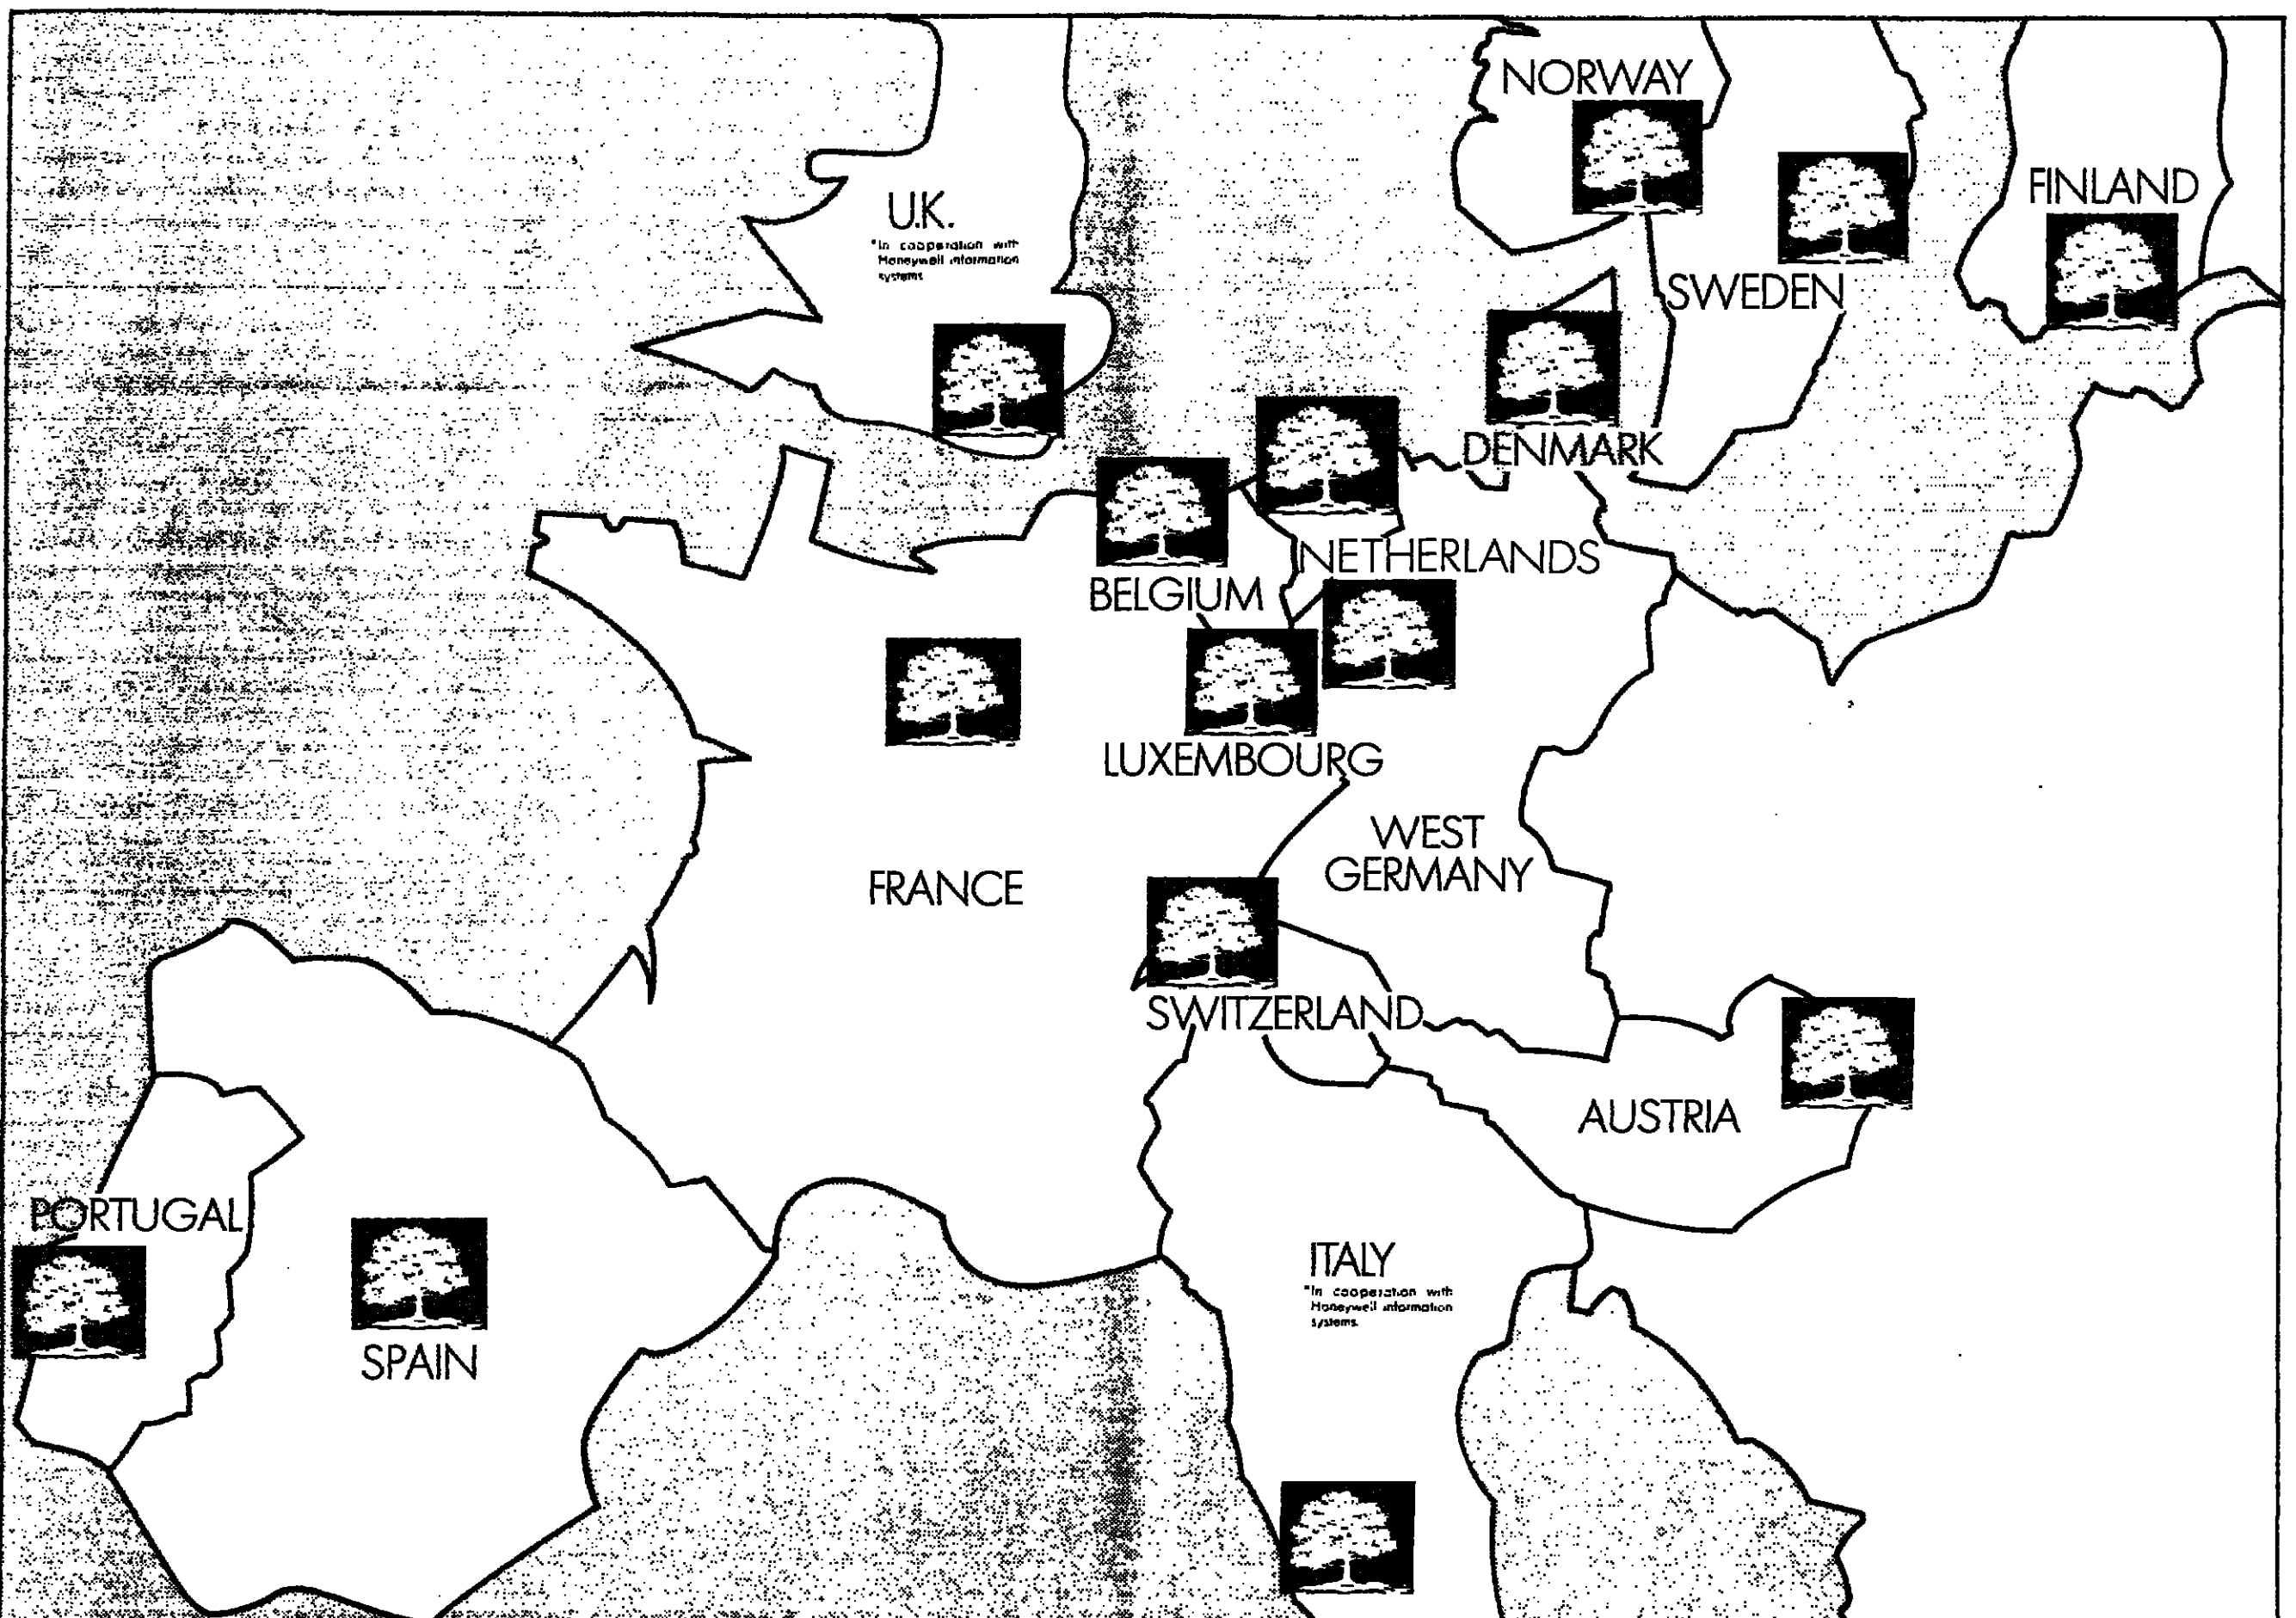 NORWAY
FINLAND
U.K.
*In cooperation with
Honeywell information
systems
SWEDEN
DENMARK
NETHERLANDS
BELGIUM
LUXEMBOURG
WEST
GERMANY
FRANCE
SWITZERLAND
AUSTRIA
PORTUGAL
ITALY
*In cooperation with
Honeywell information
systems.
SPAIN